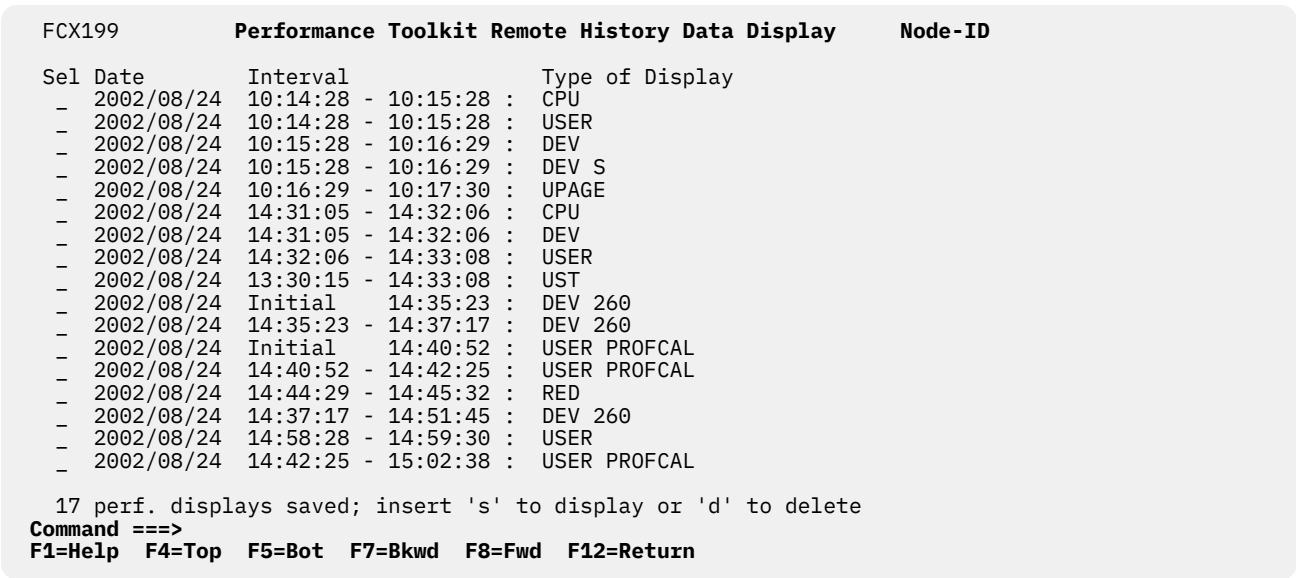 FCX199 Performance Toolkit Remote History Data Display Node-ID
Sel Date Interval Type of Display
_ 2002/08/24 10:14:28 - 10:15:28 : CPU
_ 2002/08/24 10:14:28 - 10:15:28 : USER
_ 2002/08/24 10:15:28 - 10:16:29 : DEV
_ 2002/08/24 10:15:28 - 10:16:29 : DEV S
_ 2002/08/24 10:16:29 - 10:17:30 : UPAGE
_ 2002/08/24 14:31:05 - 14:32:06 : CPU
_ 2002/08/24 14:31:05 - 14:32:06 : DEV
_ 2002/08/24 14:32:06 - 14:33:08 : USER
_ 2002/08/24 13:30:15 - 14:33:08 : UST
_ 2002/08/24 Initial 14:35:23 : DEV 260
_ 2002/08/24 14:35:23 - 14:37:17 : DEV 260
_ 2002/08/24 Initial 14:40:52 : USER PROFCAL
_ 2002/08/24 14:40:52 - 14:42:25 : USER PROFCAL
_ 2002/08/24 14:44:29 - 14:45:32 : RED
_ 2002/08/24 14:37:17 - 14:51:45 : DEV 260
_ 2002/08/24 14:58:28 - 14:59:30 : USER
_ 2002/08/24 14:42:25 - 15:02:38 : USER PROFCAL
17 perf. displays saved; insert 's' to display or 'd' to delete
Command ===>
F1=Help F4=Top F5=Bot F7=Bkwd F8=Fwd F12=Return